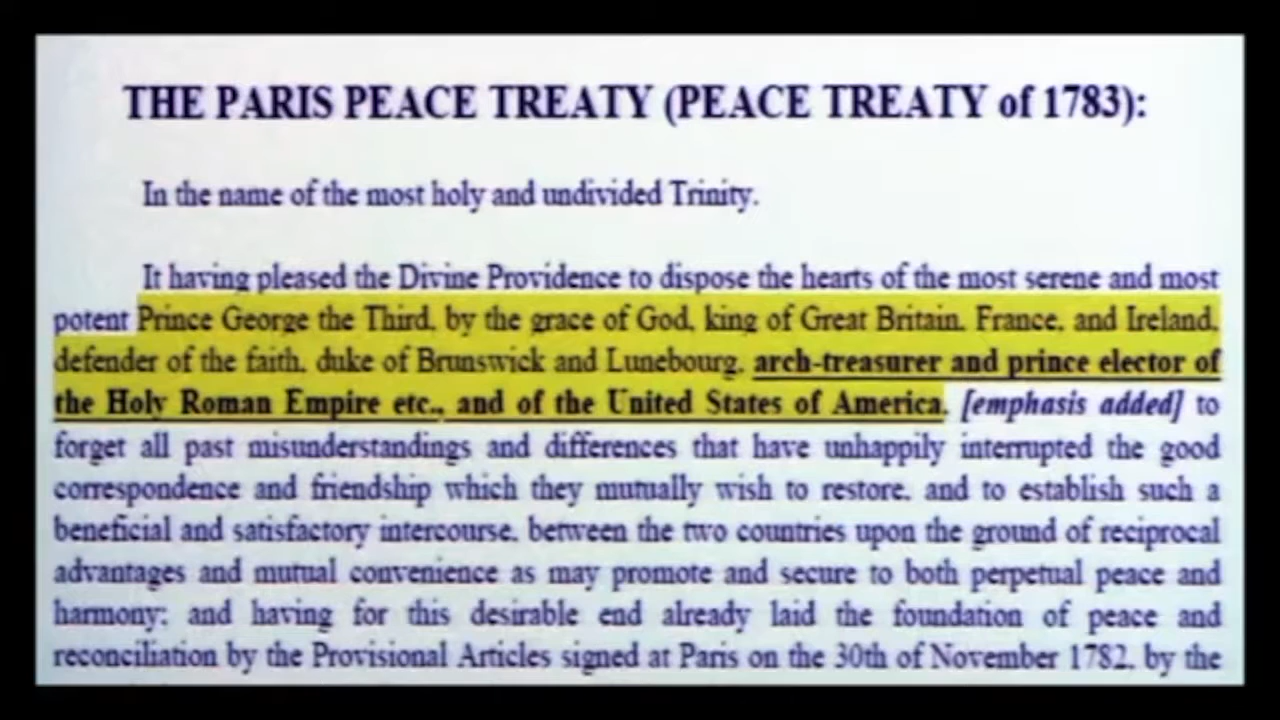 THE PARIS PEACE TREATY (PEACE TREATY of 1783):
In the name of the most holy and undivided Trinity.
It having pleased the Divine Providence to dispose the hearts of the most serene and most
potent Prince George the Third, by the grace of God, king of Great Britain, France, and Ireland,
defender of the faith, duke of Brunswick and Lunebourg, arch-treasurer and prince elector of
the Holy Roman Empire etc., and of the United States of America, [emphasis added] to
forget all past misunderstandings and differences that have unhappily interrupted the good
correspondence and friendship which they mutually wish to restore, and to establish such a
beneficial and satisfactory intercourse, between the two countries upon the ground of reciprocal
advantages and mutual convenience as may promote and secure to both perpetual peace and
harmony; and having for this desirable end already laid the foundation of peace and
reconciliation by the Provisional Articles signed at Paris on the 30th of November 1782, by the